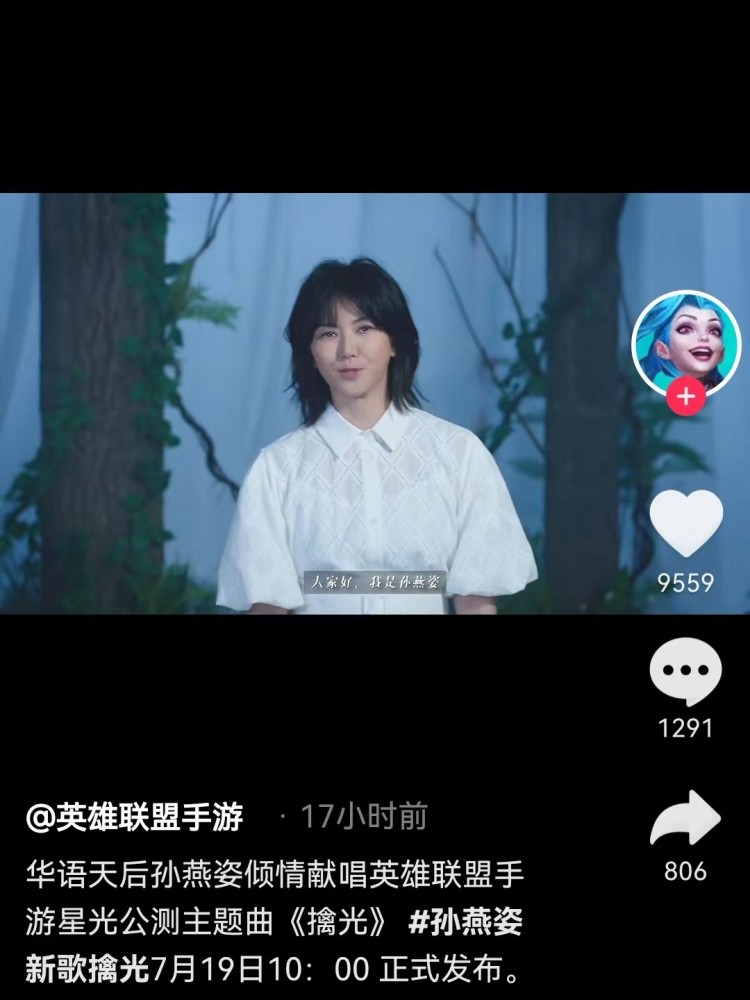 大家好，我是孙燕姿
9559
1291
806
@英雄联盟手游 · 17小时前
华语天后孙燕姿倾情献唱英雄联盟手
游星光公测主题曲《擒光》 #孙燕姿
新歌擒光7月19日10：00 正式发布。